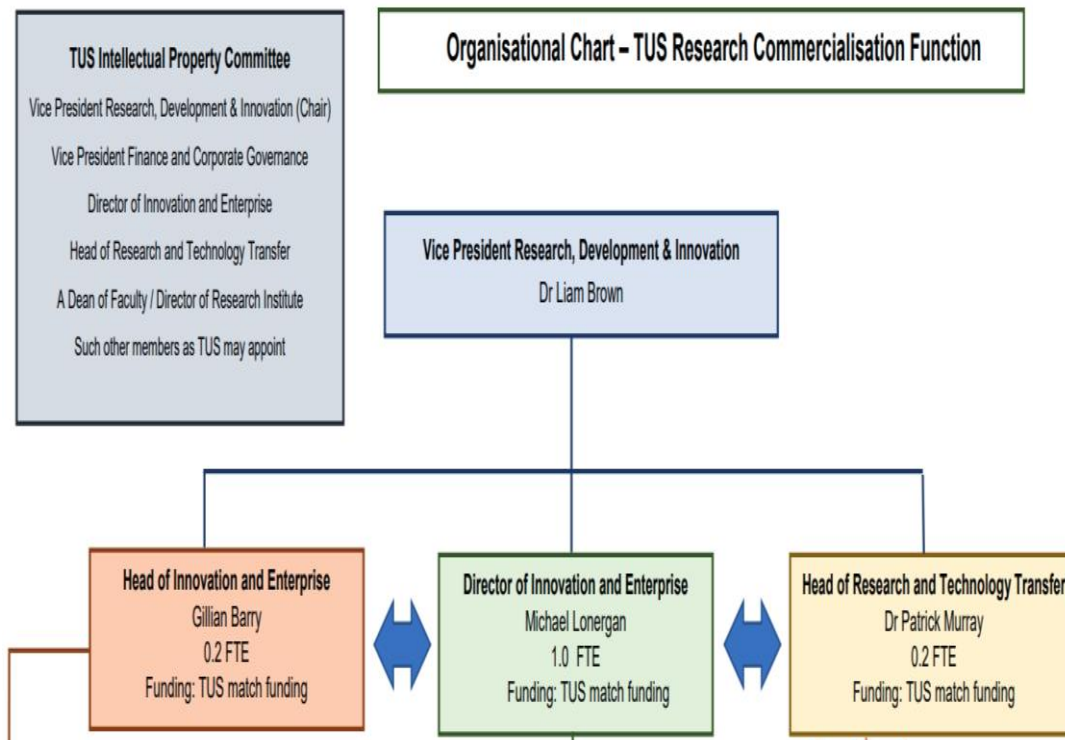 TUS Intellectual Property Committee
Vice President Research, Development & Innovation (Chair)
Vice President Finance and Corporate Governance
Director of Innovation and Enterprise
Head of Research and Technology Transfer
A Dean of Faculty / Director of Research Institute
Such other members as TUS may appoint
Organisational Chart – TUS Research Commercialisation Function
Vice President Research, Development & Innovation
Dr Liam Brown
Head of Innovation and Enterprise
Gillian Barry
0.2 FTE
Funding: TUS match funding
Director of Innovation and Enterprise
Michael Lonergan
1.0 FTE
Funding: TUS match funding
Head of Research and Technology Transfer
Dr Patrick Murray
0.2 FTE
Funding: TUS match funding